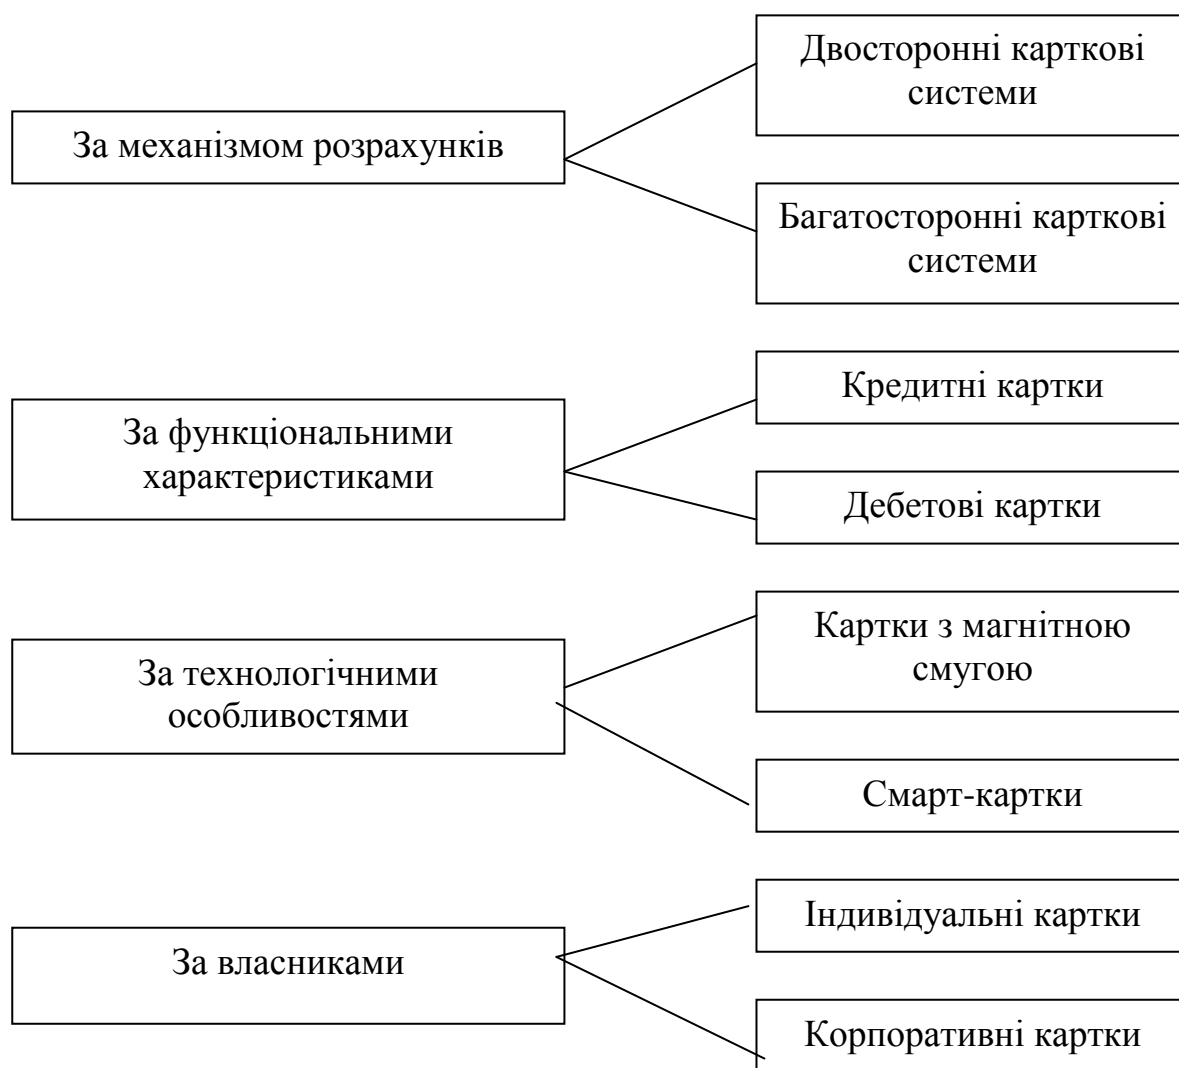 За механізмом розрахунків
Двосторонні карткові
системи
Багатосторонні карткові
системи
За функціональними
характеристиками
Кредитні картки
Дебетові картки
За технологічними
особливостями
Картки з магнітною
смугою
Смарт-картки
За власниками
Індивідуальні картки
Корпоративні картки